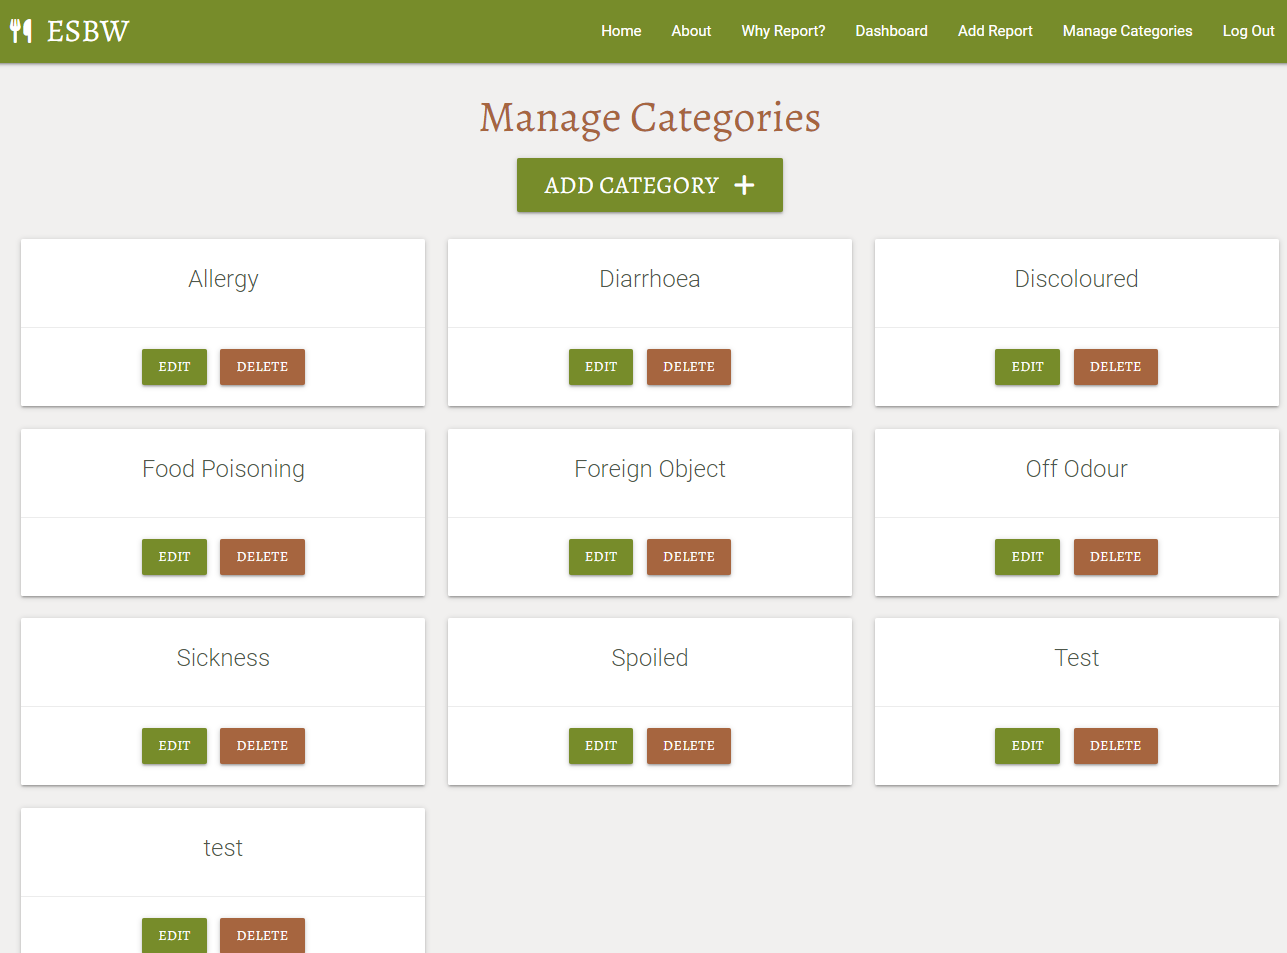 ESBW
Home About Why Report? Dashboard Add Report Manage Categories Log Out
Manage Categories
ADD CATEGORY
Allergy Diarrhoea Discoloured
EDIT DELETE EDIT DELETE EDIT DELETE
Food Poisoning Foreign Object Off Odour
EDIT DELETE EDIT DELETE EDIT DELETE
Sickness Spoiled Test
EDIT DELETE EDIT DELETE EDIT DELETE
test
EDIT DELETE